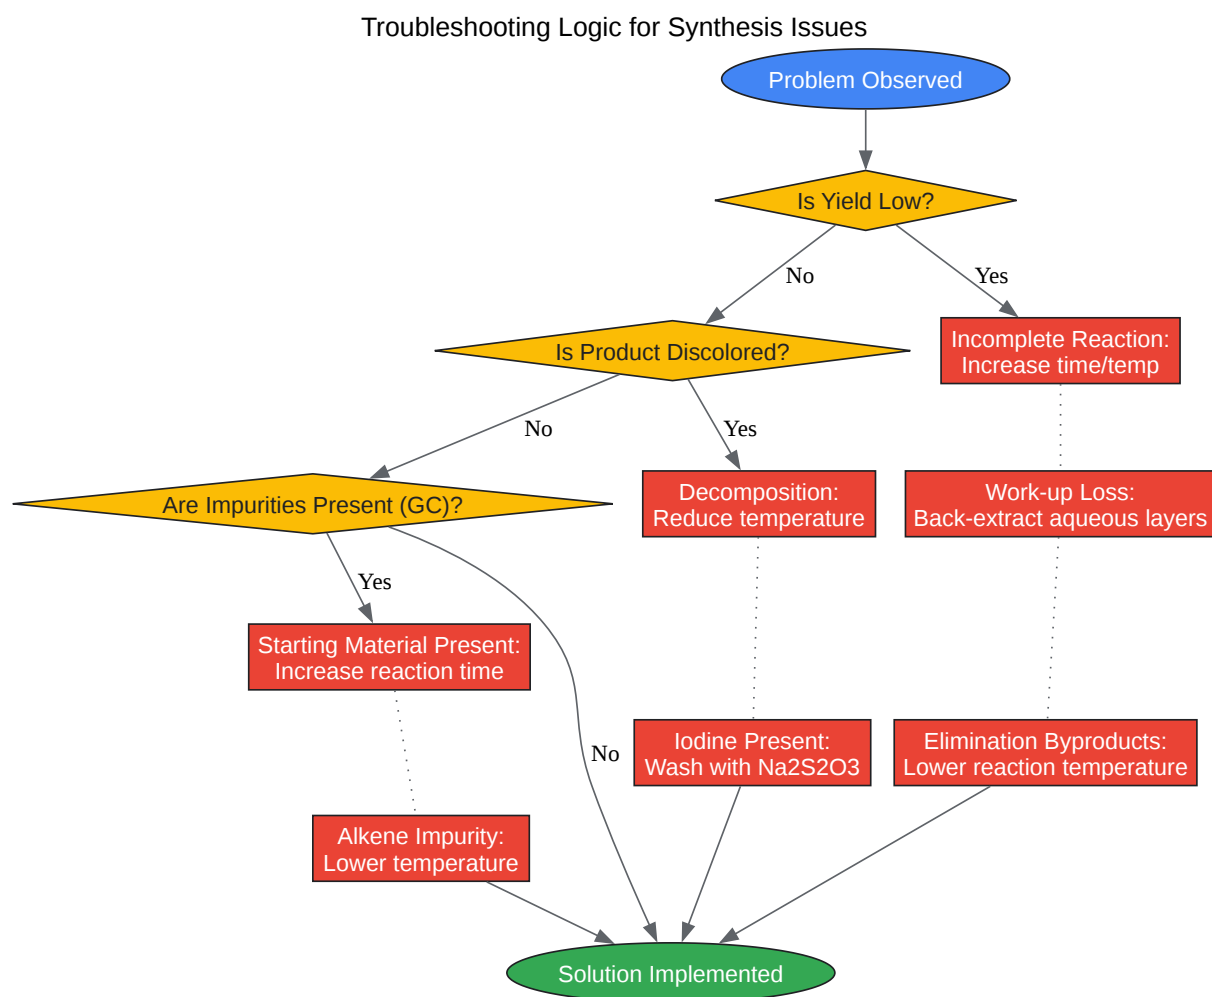 Troubleshooting Logic for Synthesis Issues
Problem Observed
Is Yield Low?
No
Yes
Is Product Discolored?
Incomplete Reaction:
Increase time/temp
No
Yes
Are Impurities Present (GC)?
Decomposition:
Reduce temperature
Work-up Loss:
Back-extract aqueous layers
Yes
Starting Material Present:
Increase reaction time
No
Iodine Present:
Wash with Na2S2O3
Elimination Byproducts:
Lower reaction temperature
Alkene Impurity:
Lower temperature
Solution Implemented